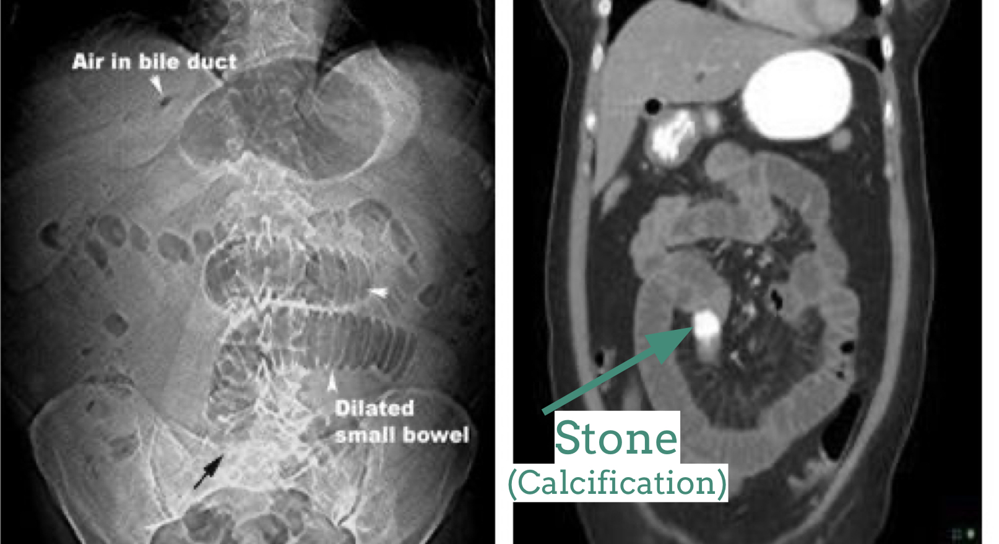 Air in bile duct
Dilated
small bowel
Stone
(Calcification)